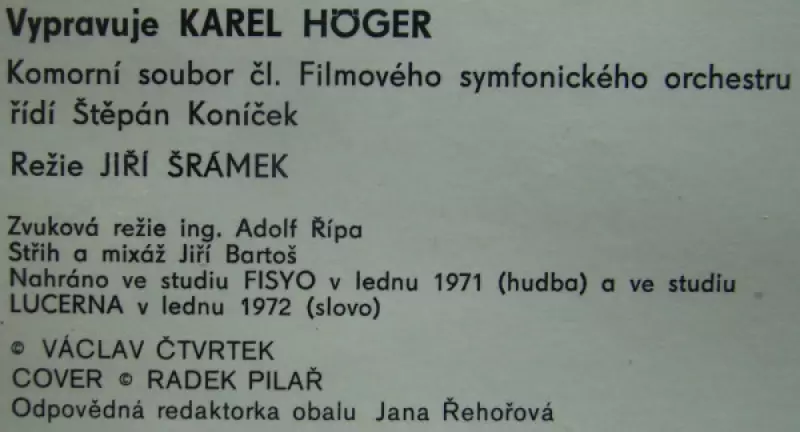 Vypravuje KAREL HÖGER
Komorní soubor čl. Filmového symfonického orchestru
řídí Štěpán Koníček
Režie JIŘÍ ŠRÁMEK
Zvuková režie ing. Adolf Řípa
Střih a mixáž Jiří Bartoš
Nahráno ve studiu FISYO v lednu 1971 (hudba) a ve studiu
LUCERNA v lednu 1972 (slovo)
© VÁCLAV ČTVRTEK
COVER © RADEK PILAŘ
Odpovědná redaktorka obalu Jana Řehořová